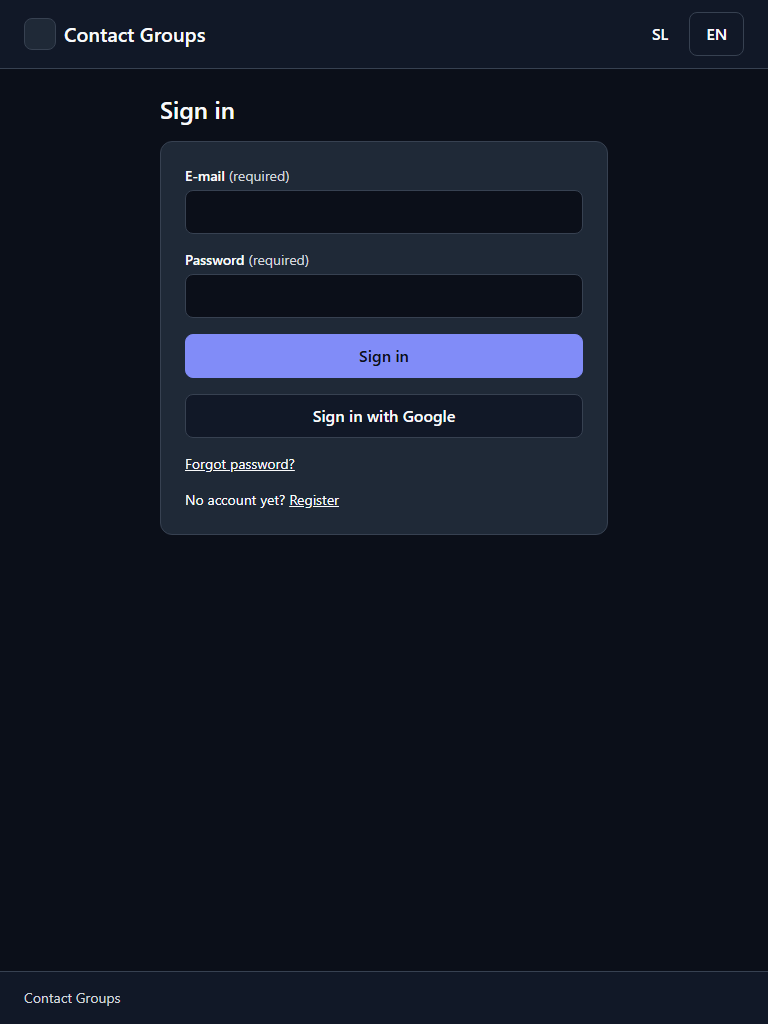 Contact Groups
SL
EN
Sign in
E-mail (required)
Password (required)
Sign in
Sign in with Google
Forgot password?
No account yet? Register
Contact Groups